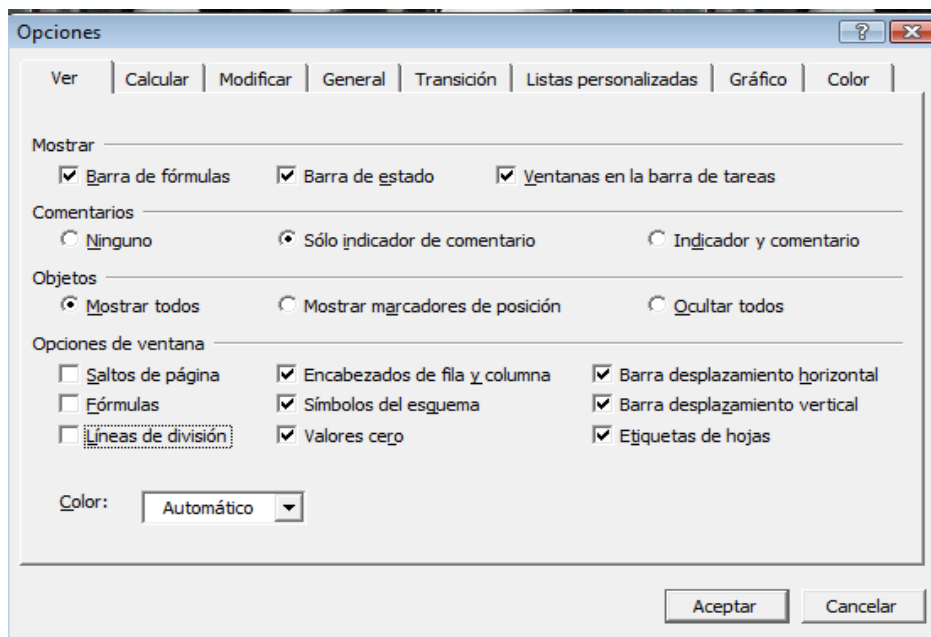 Opciones
Ver Calcular Modificar General Transición Listas personalizadas Gráfico Color
Mostrar
Barra de fórmulas Barra de estado Ventanas en la barra de tareas
Comentarios
Ninguno Sólo indicador de comentario Indicador y comentario
Objetos
Mostrar todos Mostrar marcadores de posición Ocultar todos
Opciones de ventana
Saltos de página Encabezados de fila y columna Barra desplazamiento horizontal
Fórmulas Símbolos del esquema Barra desplazamiento vertical
Líneas de división Valores cero Etiquetas de hojas
Color: Automático
Aceptar Cancelar